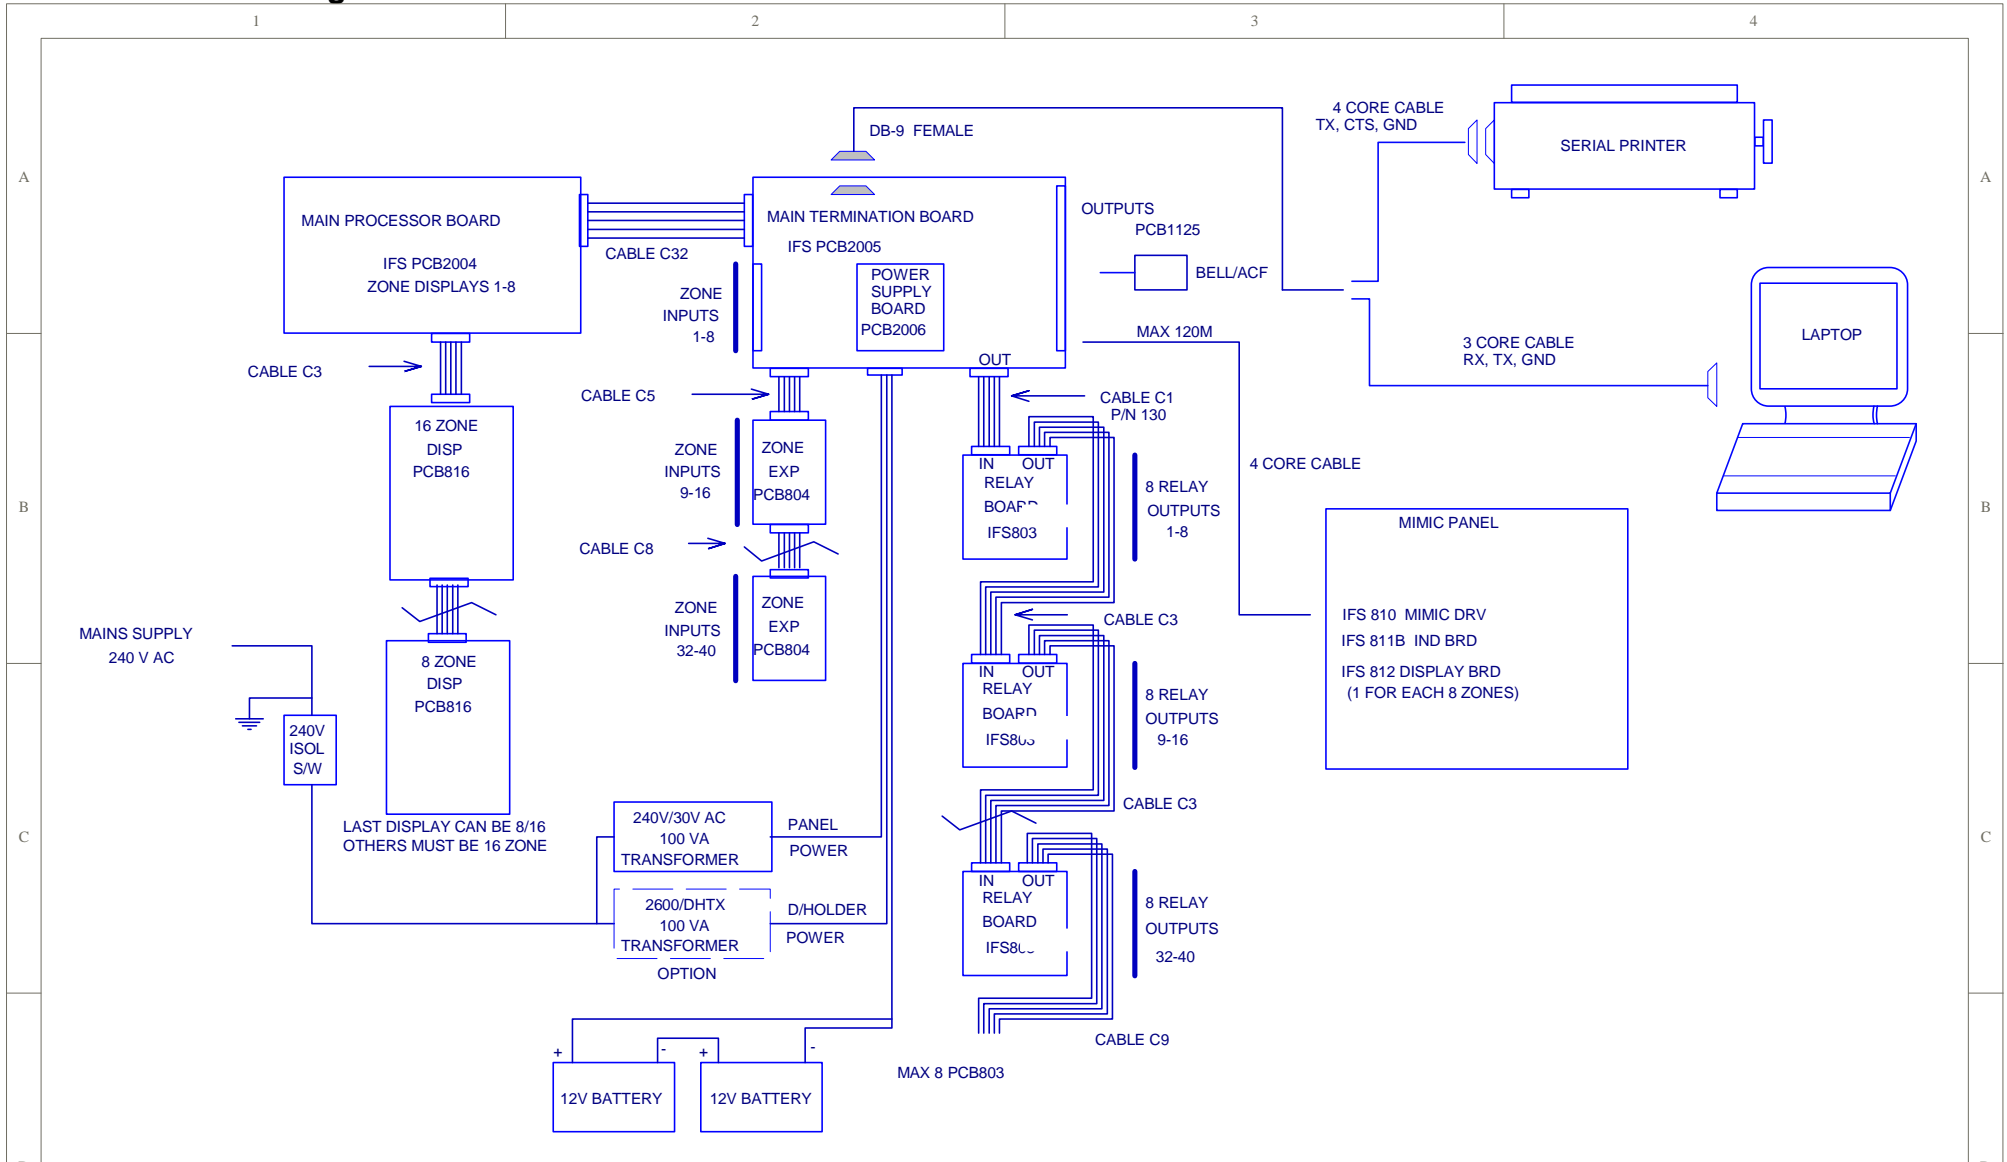 1
2
3
4
A
A
B
B
C
C
4 CORE CABLE
TX, CTS, GND
SERIAL PRINTER
DB-9 FEMALE
MAIN PROCESSOR BOARD
IFS PCB2004
ZONE DISPLAYS 1-8
CABLE C32
MAIN TERMINATION BOARD
IFS PCB2005
POWER
SUPPLY
BOARD
PCB2006
OUT
ZONE
INPUTS
1-8
OUTPUTS
PCB1125
BELL/ACF
MAX 120M
3 CORE CABLE
RX, TX, GND
LAPTOP
CABLE C3
CABLE C5
CABLE C1
P/N 130
16 ZONE
DISP
PCB816
ZONE
INPUTS
9-16
ZONE
EXP
PCB804
IN
OUT
RELAY
IFS803
8 RELAY
OUTPUTS
1-8
4 CORE CABLE
MIMIC PANEL
IFS 810 MIMIC DRV
IFS 811B IND BRD
IFS 812 DISPLAY BRD
(1 FOR EACH 8 ZONES)
CABLE C8
ZONE
INPUTS
32-40
ZONE
EXP
PCB804
CABLE C3
MAINS SUPPLY
240 V AC
240V
ISOL
S/W
8 ZONE
DISP
PCB816
LAST DISPLAY CAN BE 8/16
OTHERS MUST BE 16 ZONE
IN
OUT
RELAY
8 RELAY
OUTPUTS
9-16
CABLE C3
240V/30V AC
100 VA
TRANSFORMER
PANEL
POWER
2600/DHTX
100 VA
TRANSFORMER
OPTION
D/HOLDER
POWER
IN
OUT
RELAY
BOARD
8 RELAY
OUTPUTS
32-40
CABLE C9
MAX 8 PCB803
+
-
+
-
12V BATTERY
12V BATTERY